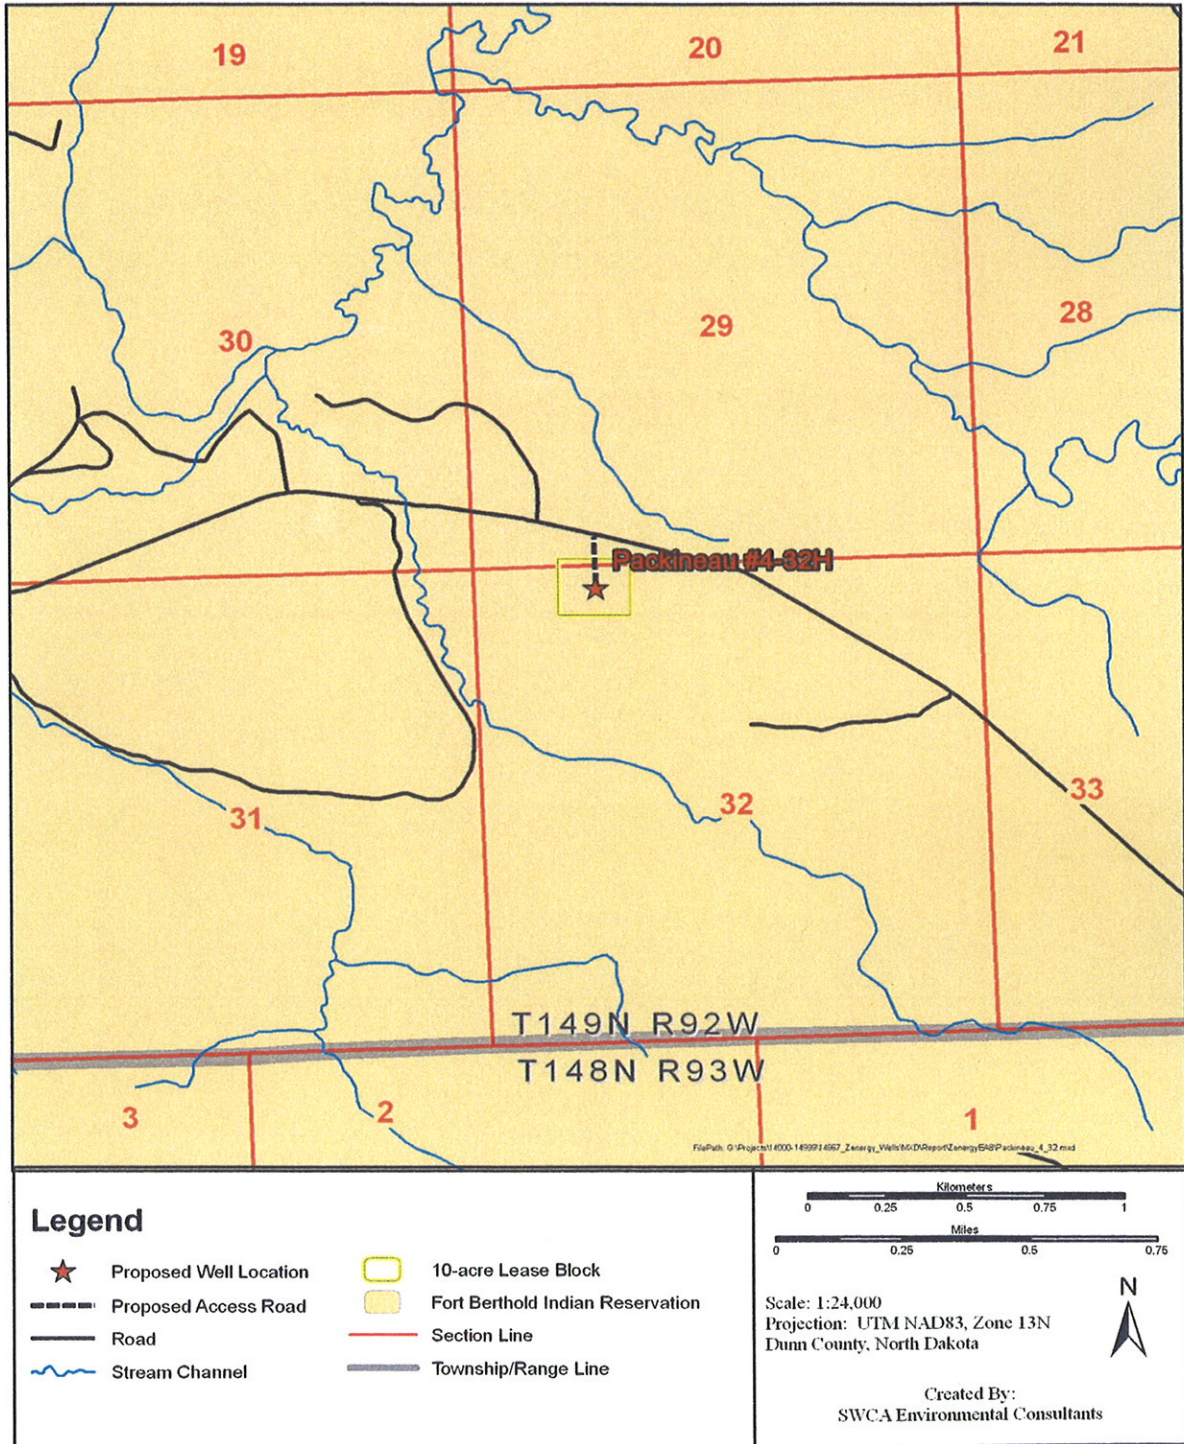 19
20
21
30
29
28
Packineau #4-32H
31
32
33
T149N R92W
T148N R93W
3
2
1
Legend
Proposed Well Location
Proposed Access Road
Road
Stream Channel
10-acre Lease Block
Fort Berthold Indian Reservation
Section Line
Township/Range Line
Kilometers
0 0.25 0.5 0.75 1
Miles
0 0.25 0.5 0.75
N
Scale: 1:24,000
Projection: UTM NAD83, Zone 13N
Dunn County, North Dakota
Created By:
SWCA Environmental Consultants